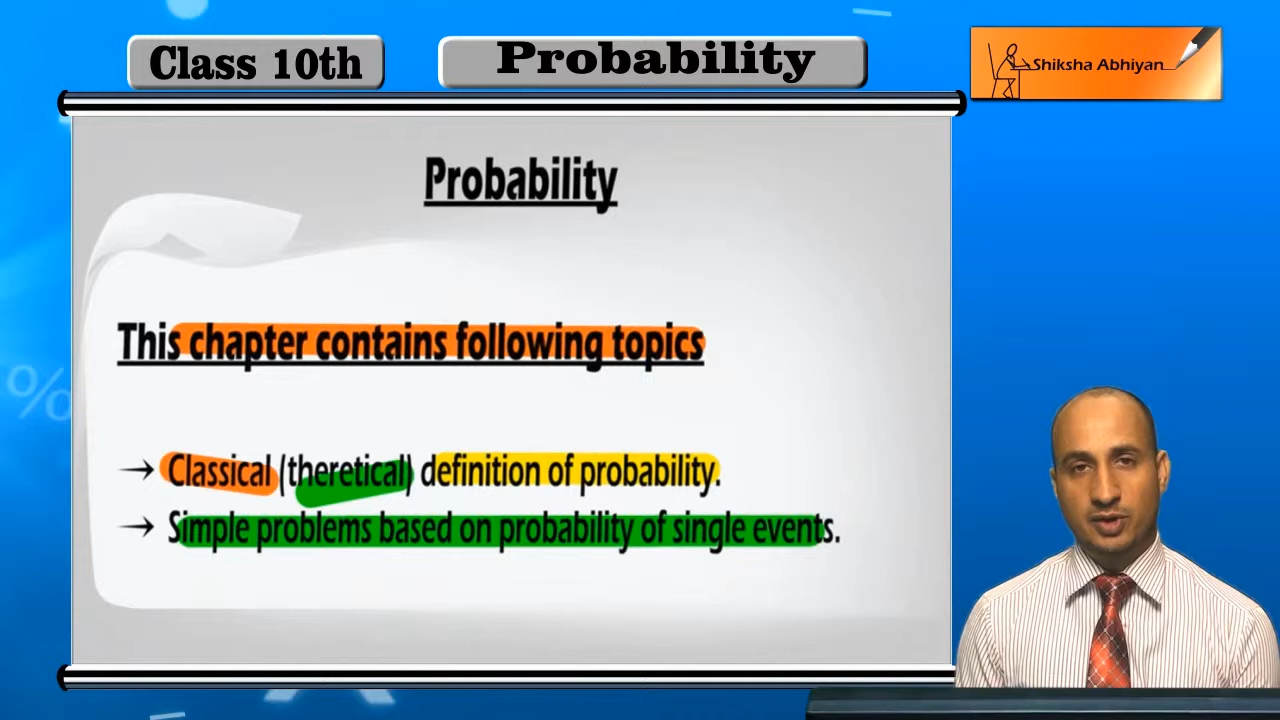 Class 10th
Probability
Shiksha Abhiyan
Probability
This chapter contains following topics
→ Classical (theretical) definition of probability.
→ Simple problems based on probability of single events.
%